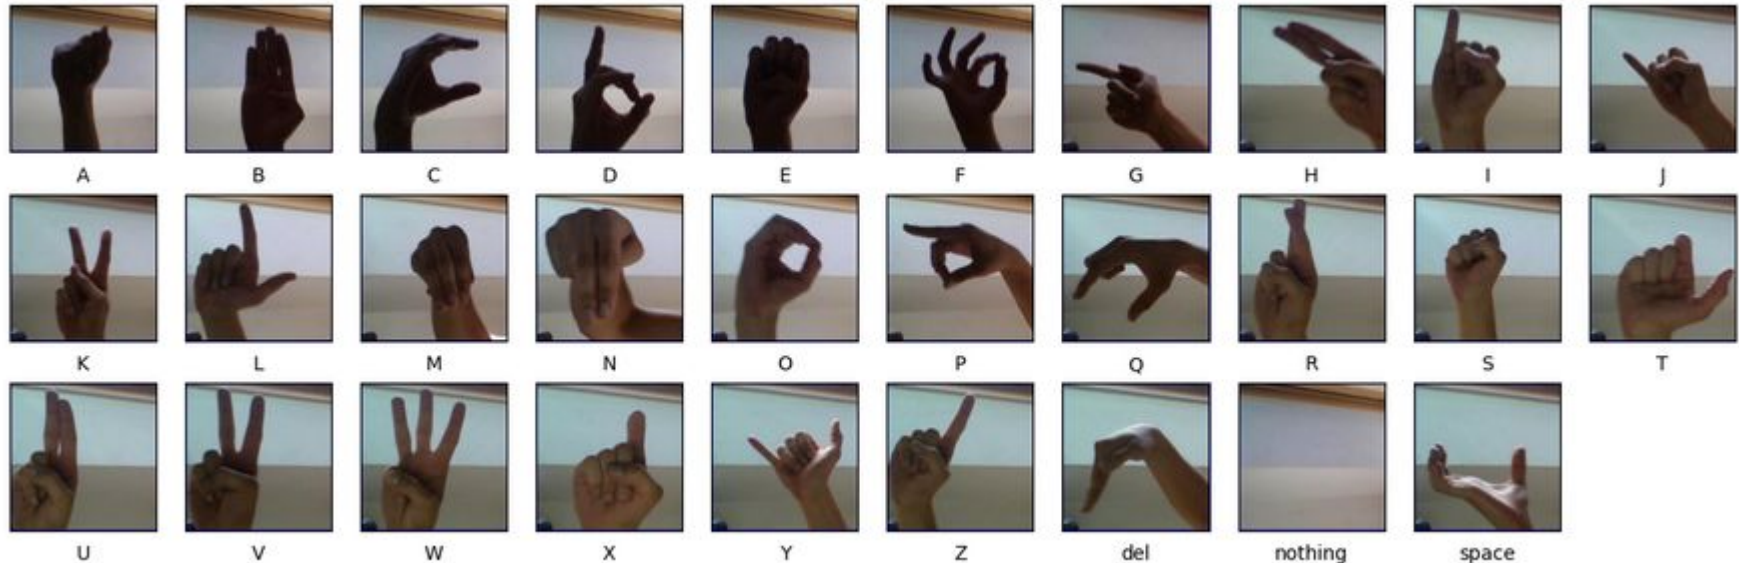 A B C D E F G H I J
K L M N O P Q R S T
U V W X Y Z del nothing space